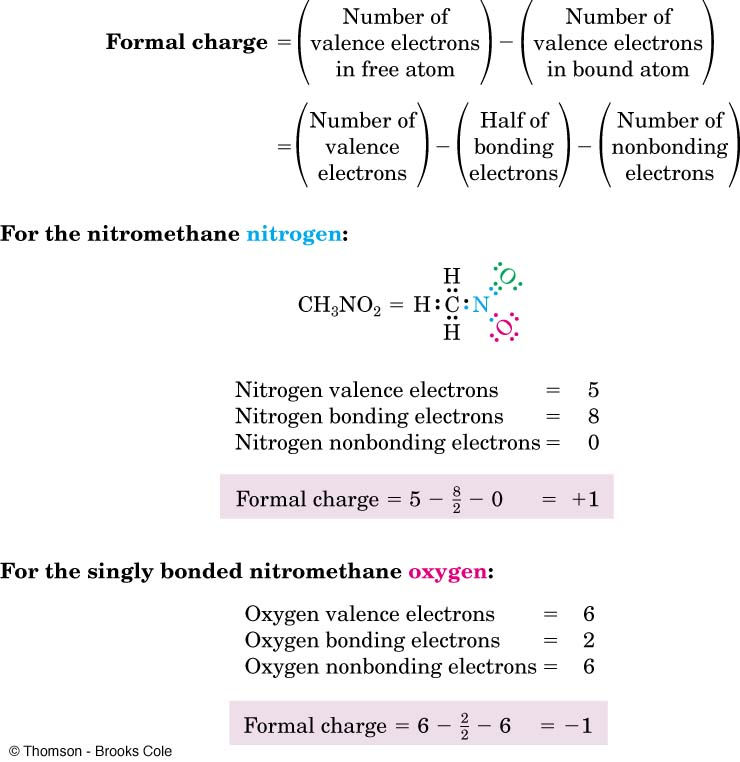 Formal charge = (Number of valence electrons in free atom) − (Number of valence electrons in bound atom)
= (Number of valence electrons) − (Half of bonding electrons) − (Number of nonbonding electrons)
For the nitromethane nitrogen:
H :O:
CH₃NO₂ = H:C:N
H :O:
Nitrogen valence electrons = 5
Nitrogen bonding electrons = 8
Nitrogen nonbonding electrons = 0
Formal charge = 5 − 8/2 − 0 = +1
For the singly bonded nitromethane oxygen:
Oxygen valence electrons = 6
Oxygen bonding electrons = 2
Oxygen nonbonding electrons = 6
Formal charge = 6 − 2/2 − 6 = −1
© Thomson - Brooks Cole